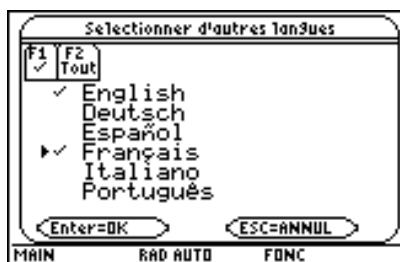 Selectionner d'autres langues
F1 F2
✓ Tout
✓ English
Deutsch
Español
▶✓ Français
Italiano
Português
Enter=OK ESC=ANNUL
MAIN RAD AUTO FONC